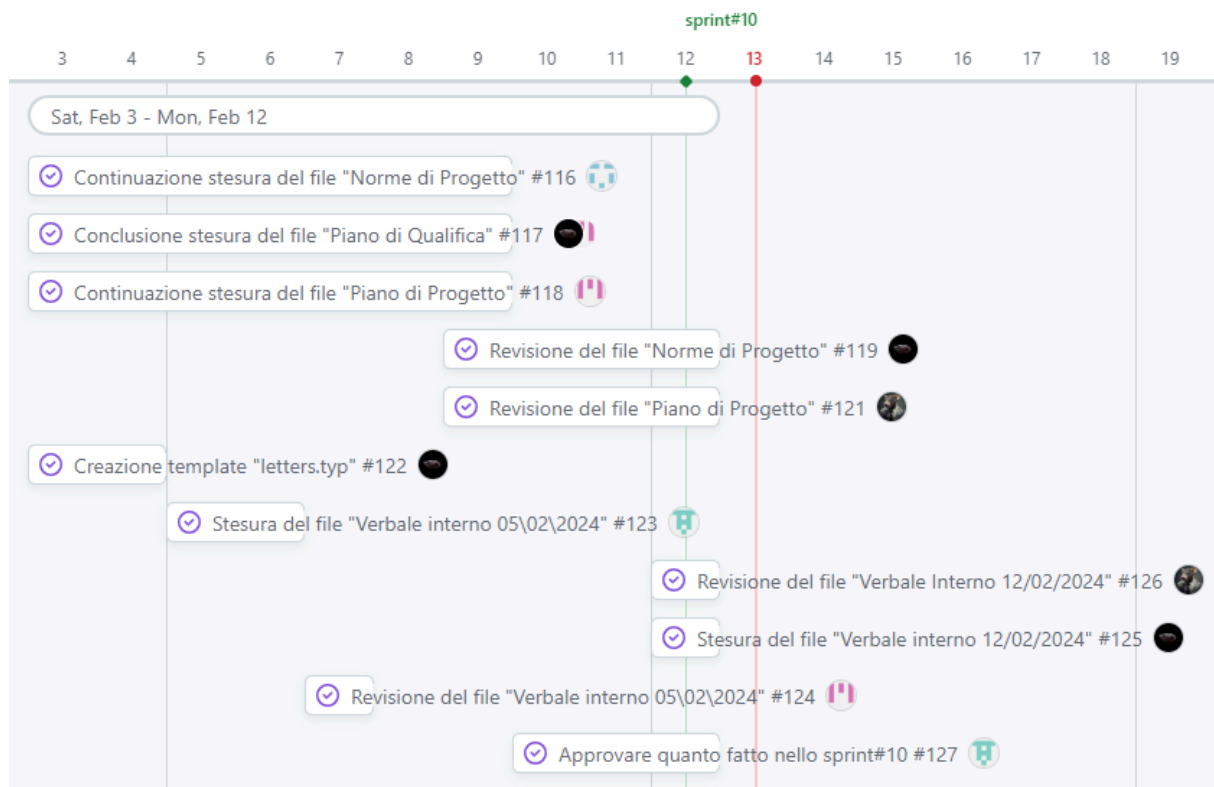 sprint#10
3 4 5 6 7 8 9 10 11 12 13 14 15 16 17 18 19
Sat, Feb 3 - Mon, Feb 12
Continuazione stesura del file "Norme di Progetto" #116
Conclusione stesura del file "Piano di Qualifica" #117
Continuazione stesura del file "Piano di Progetto" #118
Revisione del file "Norme di Progetto" #119
Revisione del file "Piano di Progetto" #121
Creazione template "letters.typ" #122
Stesura del file "Verbale interno 05\02\2024" #123
Revisione del file "Verbale Interno 12/02/2024" #126
Stesura del file "Verbale interno 12/02/2024" #125
Revisione del file "Verbale interno 05\02\2024" #124
Approvare quanto fatto nello sprint#10 #127